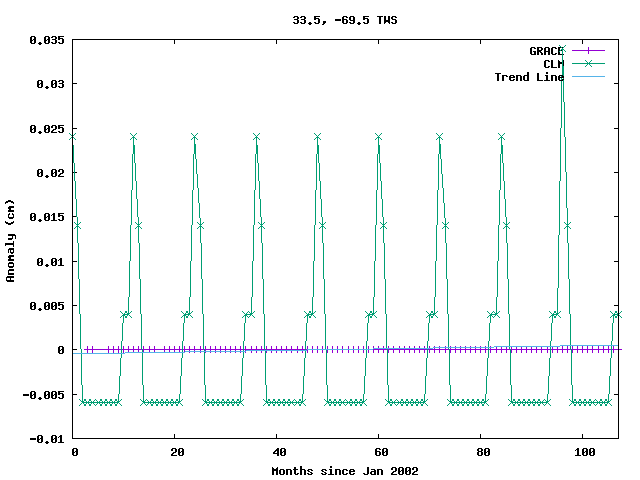 33.5, -69.5 TWS
GRACE
CLM
Trend Line
0.035
0.03
0.025
0.02
0.015
0.01
0.005
0
-0.005
-0.01
Anomaly (cm)
0 20 40 60 80 100
Months since Jan 2002